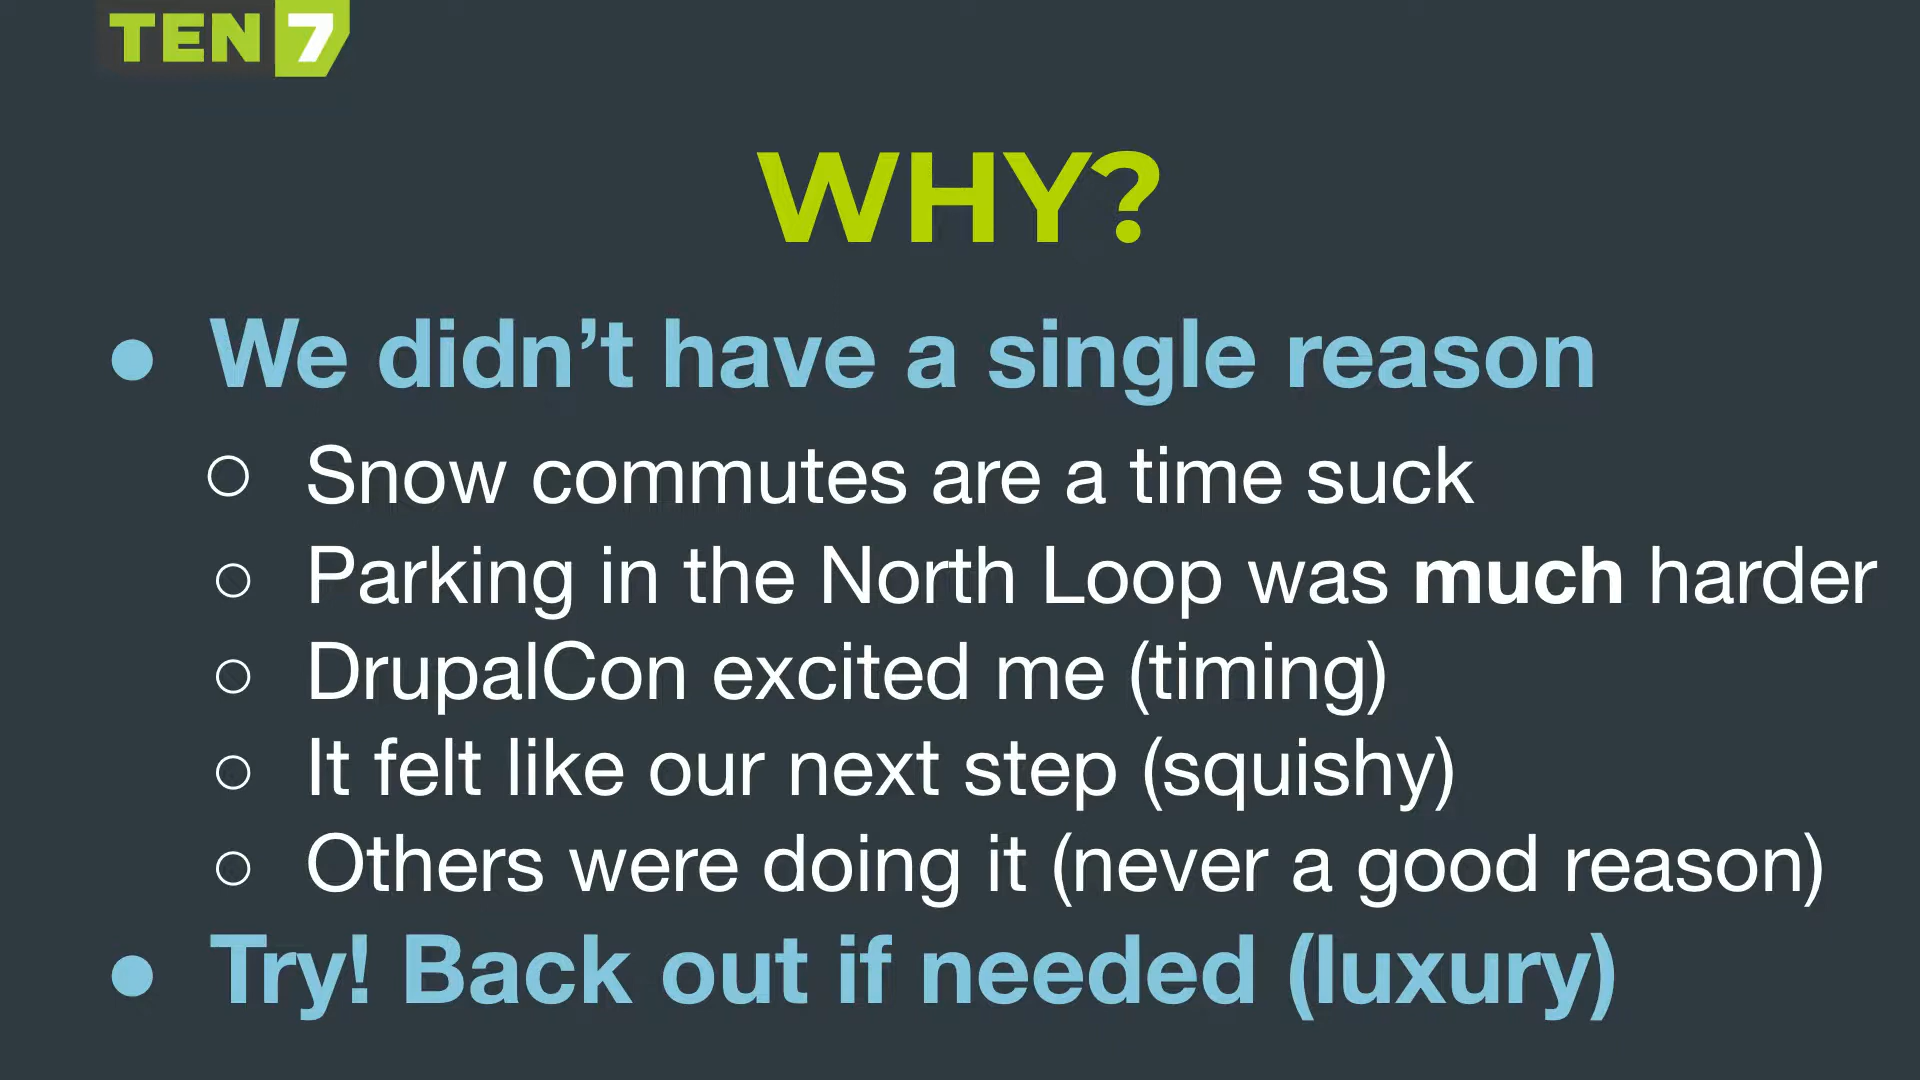 TEN7
WHY?
● We didn’t have a single reason
○ Snow commutes are a time suck
○ Parking in the North Loop was much harder
○ DrupalCon excited me (timing)
○ It felt like our next step (squishy)
○ Others were doing it (never a good reason)
● Try! Back out if needed (luxury)